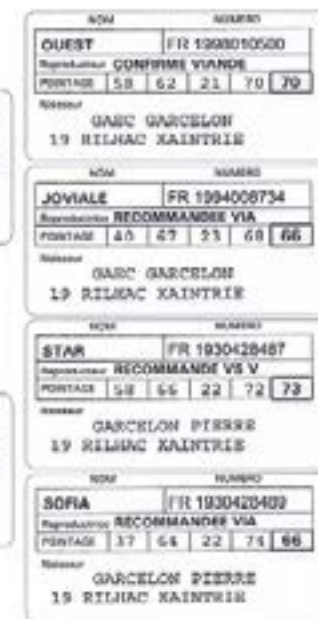 NOM NUMERO
OUEST FR 1998010500
Reproducteur CONFIRME VIANDE
POINTAGE 58 62 21 70 70
Naisseur
GAEC GARCELON
19 RILHAC XAINTRIE
NOM NUMERO
JOVIALE FR 1994008734
Reproductrice RECOMMANDEE VIA
POINTAGE 40 67 23 68 66
Naisseur
GAEC GARCELON
19 RILHAC XAINTRIE
NOM NUMERO
STAR FR 1930428487
Reproducteur RECOMMANDE VS V
POINTAGE 58 66 22 72 73
Naisseur
GARCELON PIERRE
19 RILHAC XAINTRIE
NOM NUMERO
SOFIA FR 1930428489
Reproductrice RECOMMANDEE VIA
POINTAGE 37 64 22 74 66
Naisseur
GARCELON PIERRE
19 RILHAC XAINTRIE